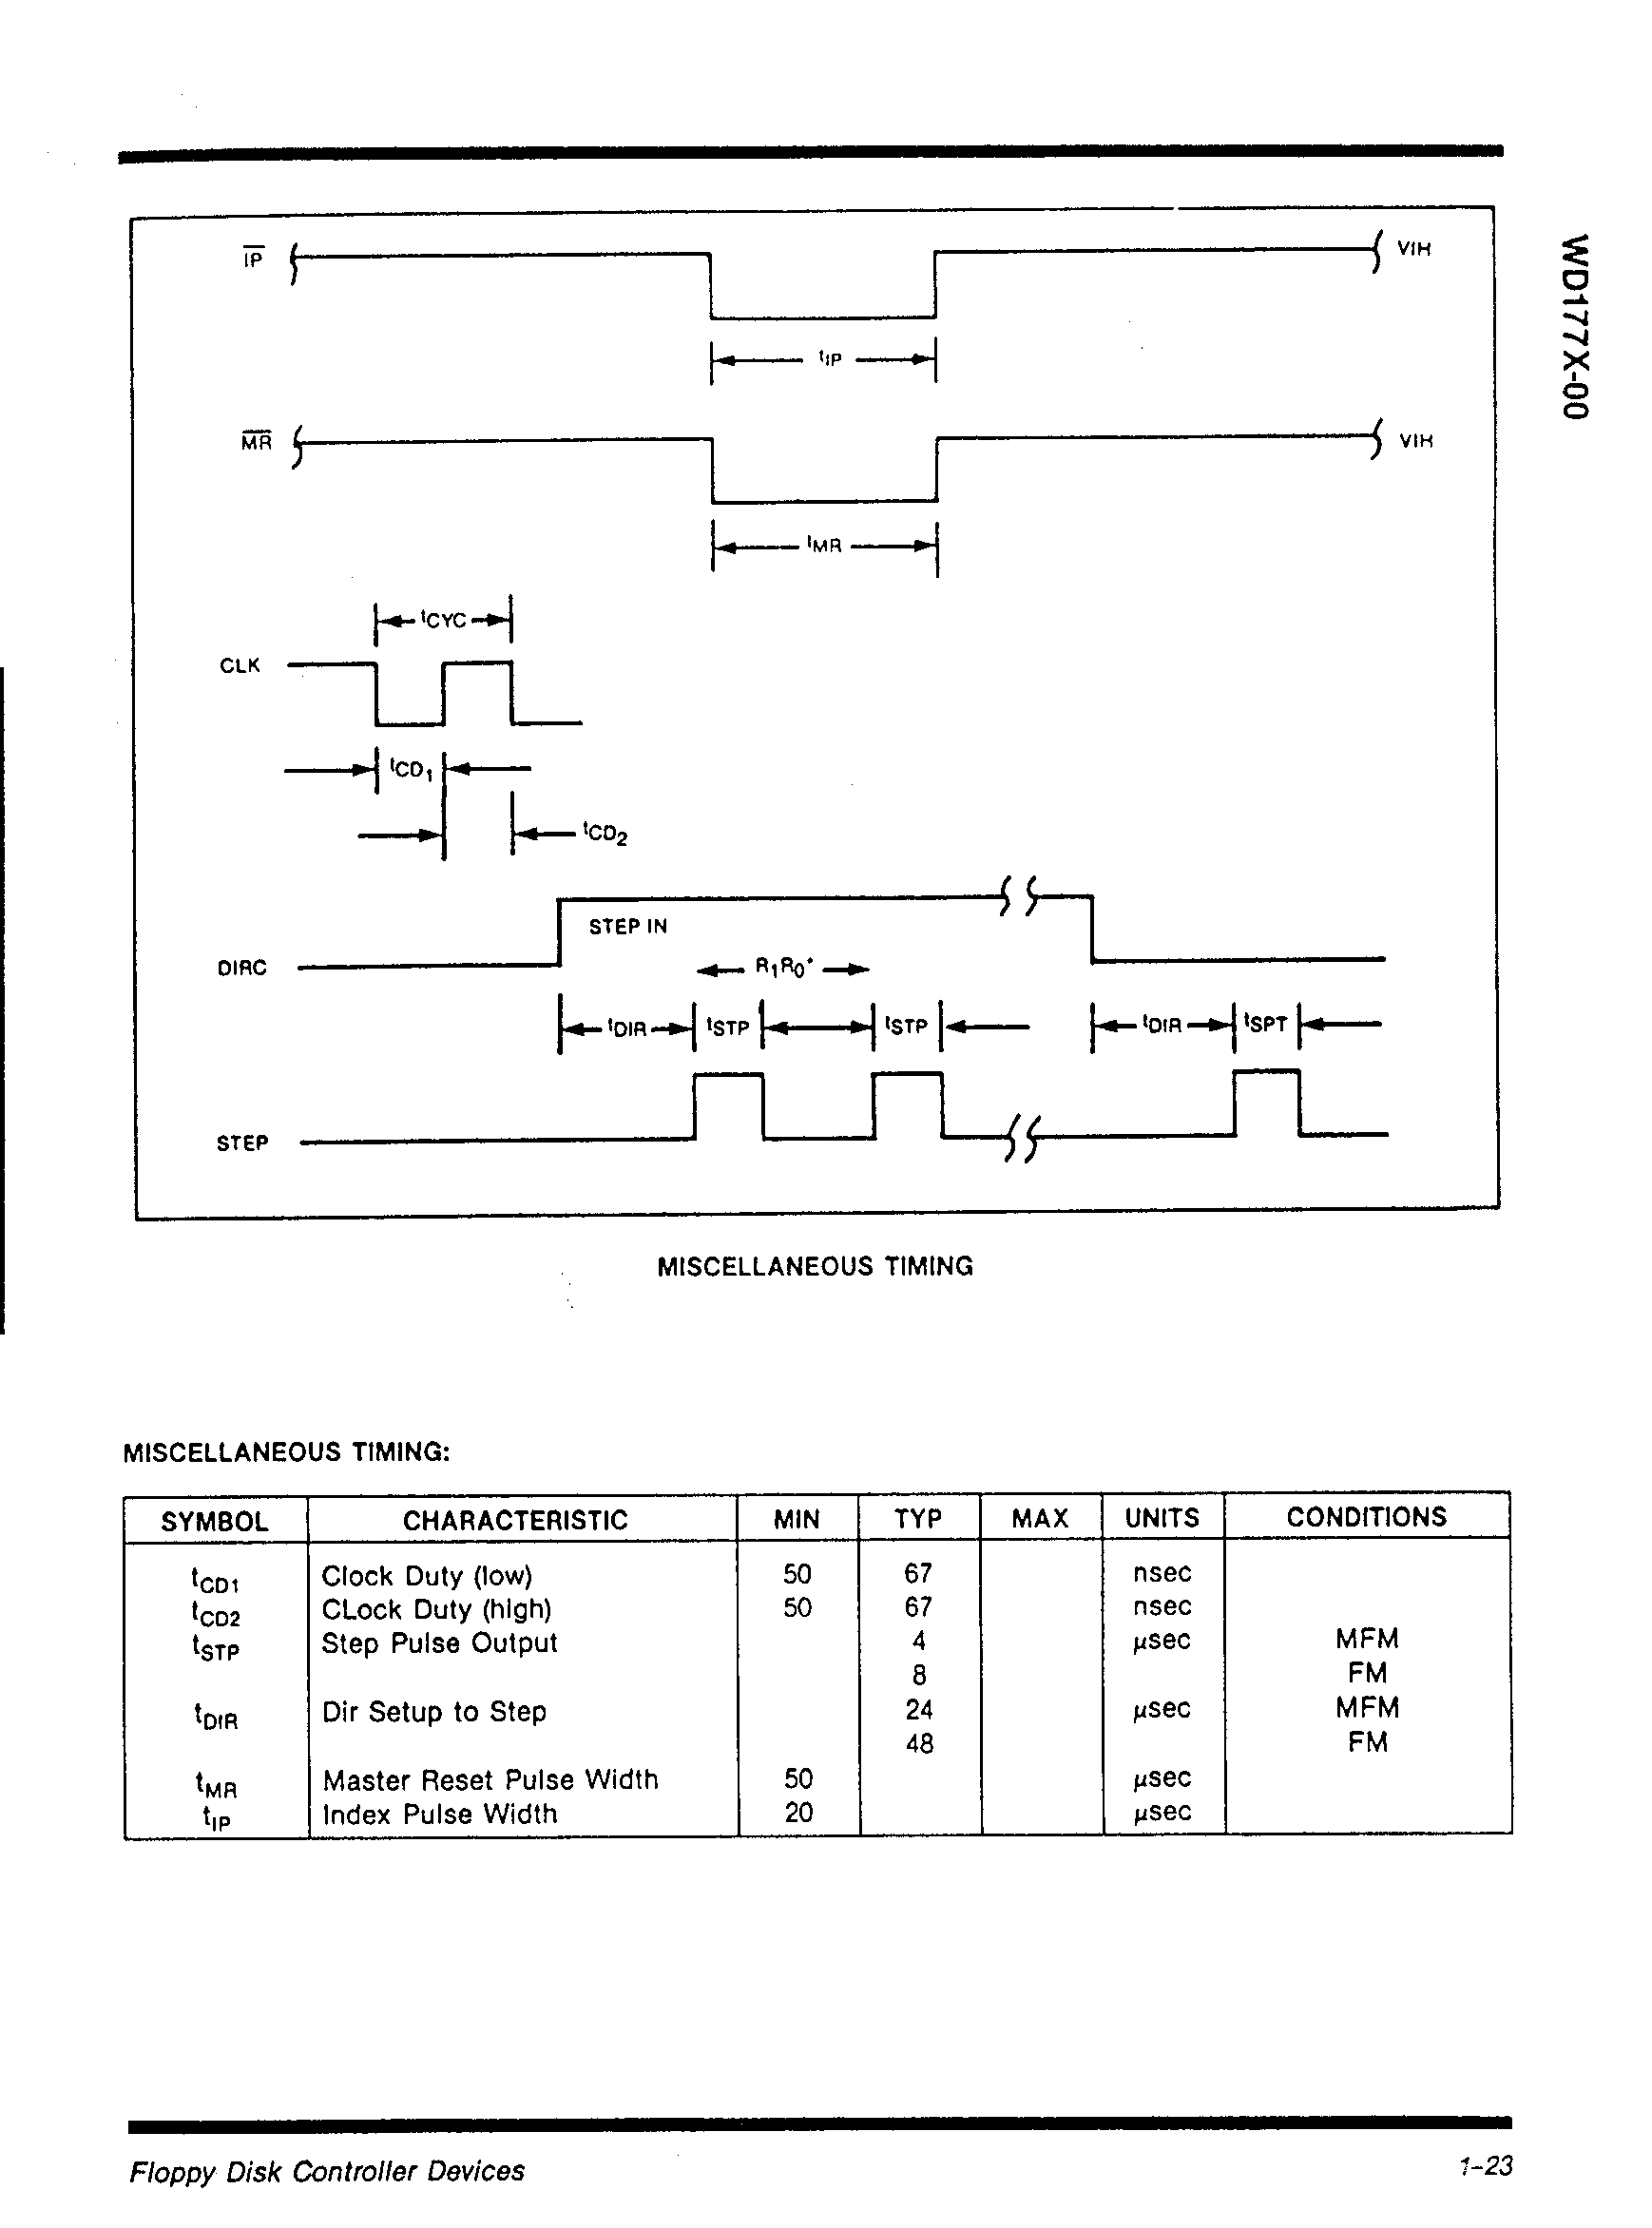 WD177X-00
IP VIH
tIP
MR VIH
tMR
tCYC
CLK
tCD1
tCD2
STEP IN
DIRC
R1R0*
tDIR tSTP tSTP tDIR tSPT
STEP
MISCELLANEOUS TIMING
MISCELLANEOUS TIMING:
SYMBOL CHARACTERISTIC MIN TYP MAX UNITS CONDITIONS
tCD1 Clock Duty (low) 50 67 nsec
tCD2 CLock Duty (high) 50 67 nsec
tSTP Step Pulse Output 4 µsec MFM
8 FM
tDIR Dir Setup to Step 24 µsec MFM
48 FM
tMR Master Reset Pulse Width 50 µsec
tIP Index Pulse Width 20 µsec
Floppy Disk Controller Devices 1-23